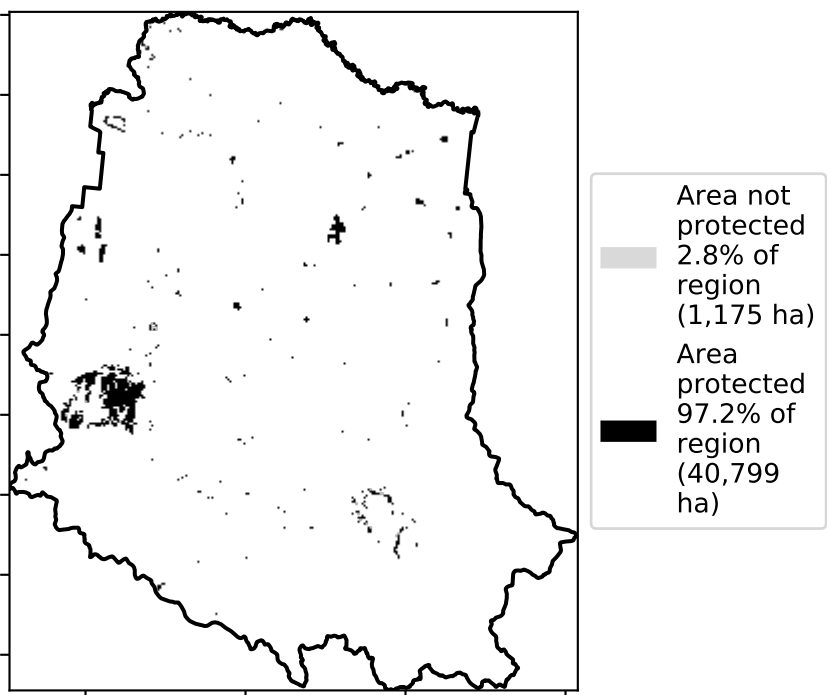 Area not
protected
2.8% of
region
(1,175 ha)
Area
protected
97.2% of
region
(40,799
ha)